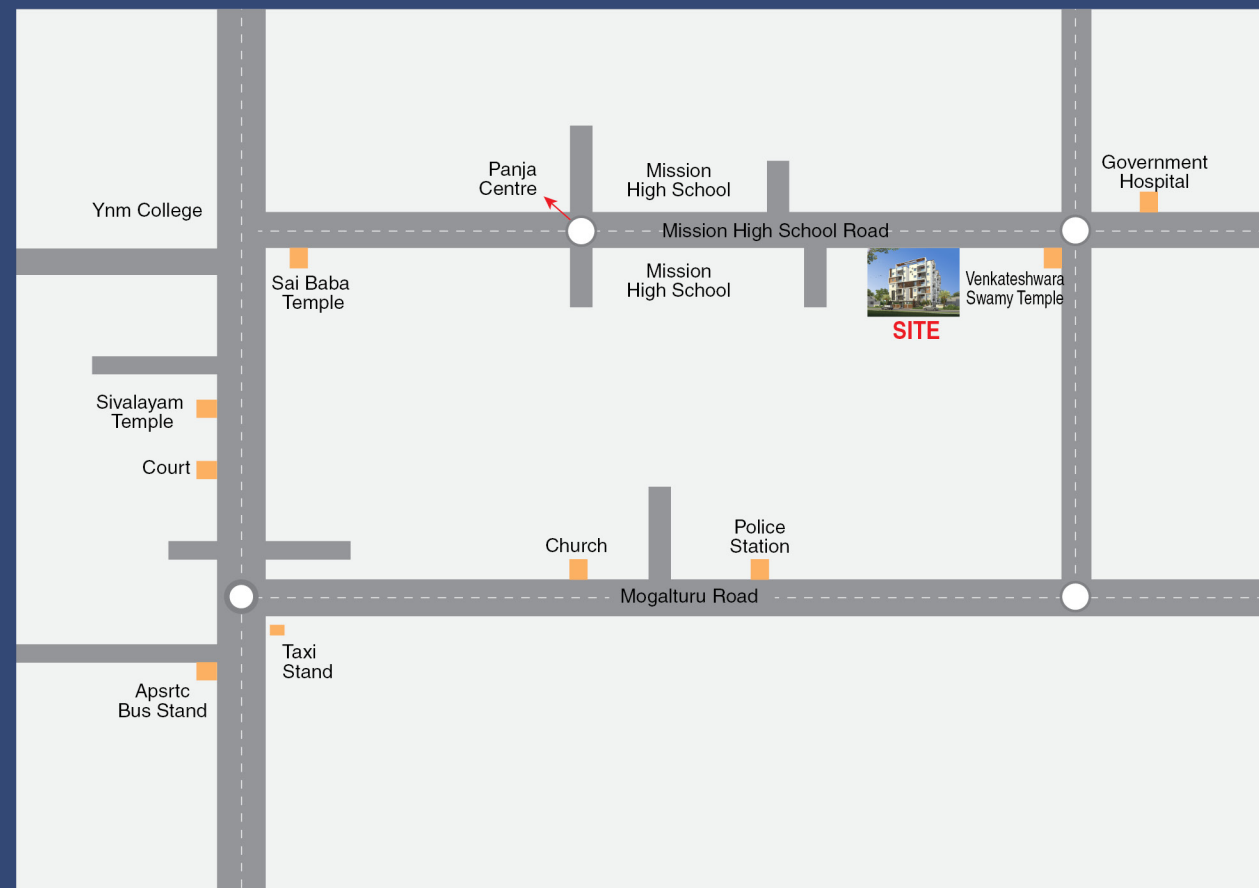 Government
Hospital
Panja
Centre
Mission
High School
Ynm College
Mission High School Road
Sai Baba
Temple
Mission
High School
Venkateshwara
Swamy Temple
SITE
Sivalayam
Temple
Court
Church
Police
Station
Mogalturu Road
Taxi
Stand
Apsrtc
Bus Stand